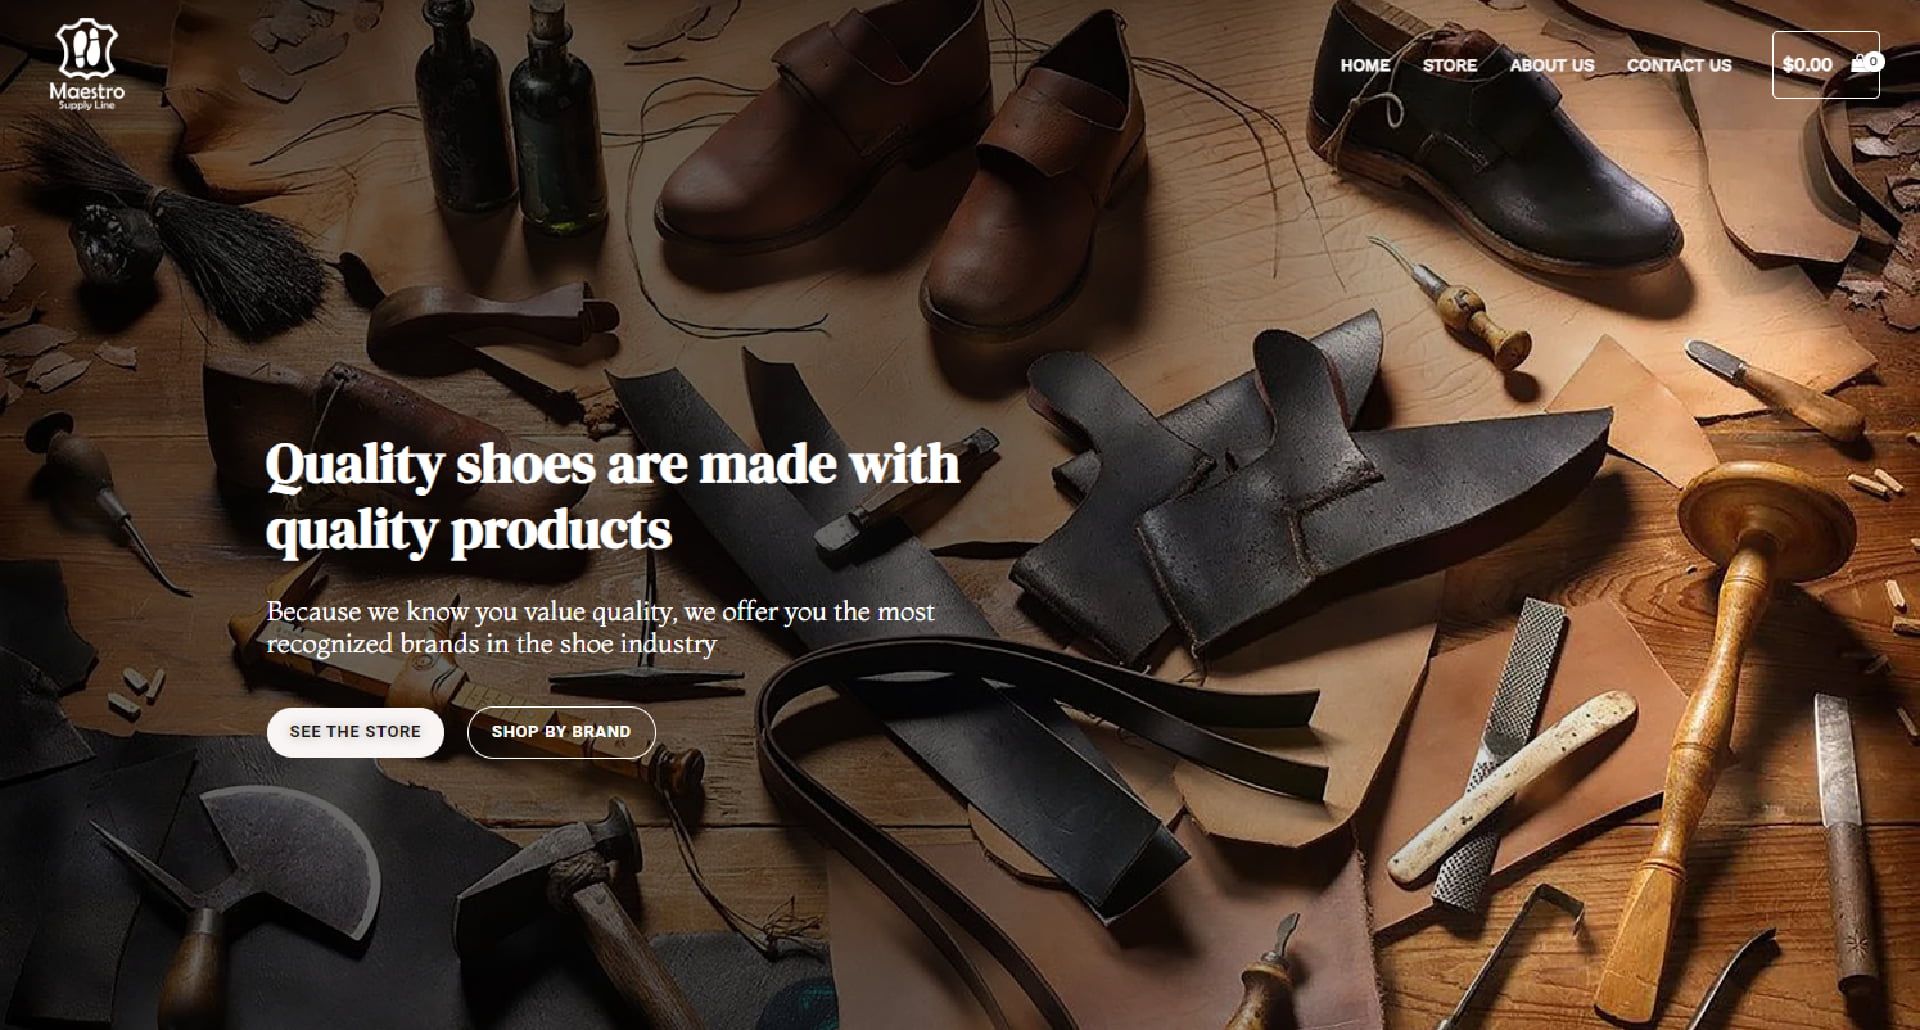 Maestro
Supply Line
HOME STORE ABOUT US CONTACT US $0.00 0
Quality shoes are made with
quality products
Because we know you value quality, we offer you the most
recognized brands in the shoe industry
SEE THE STORE SHOP BY BRAND